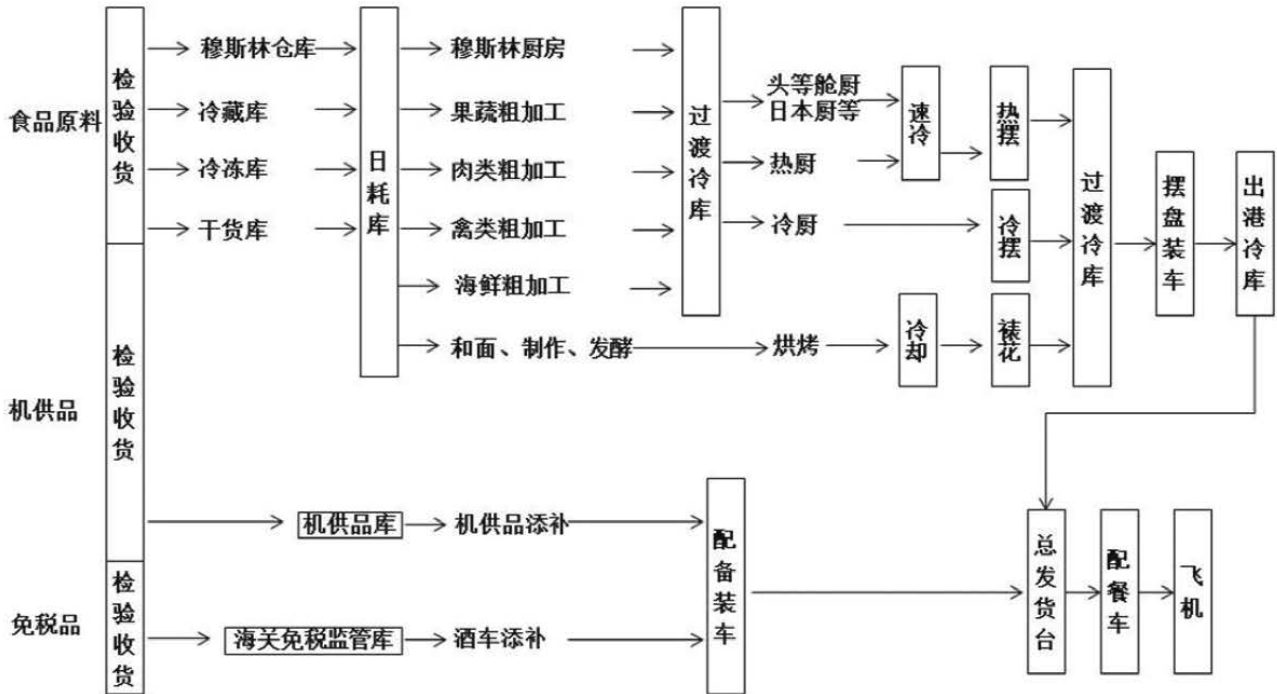 食品原料
检验收货
穆斯林仓库
冷藏库
冷冻库
干货库
日耗库
穆斯林厨房
果蔬粗加工
肉类粗加工
禽类粗加工
海鲜粗加工
和面、制作、发酵
过渡冷库
头等舱厨
日本厨等
热厨
冷厨
烘烤
速冷
冷却
热摆
冷摆
裱花
过渡冷库
摆盘装车
出港冷库
机供品
检验收货
机供品库
机供品添补
免税品
检验收货
海关免税监管库
酒车添补
配备装车
总发货台
配餐车
飞机